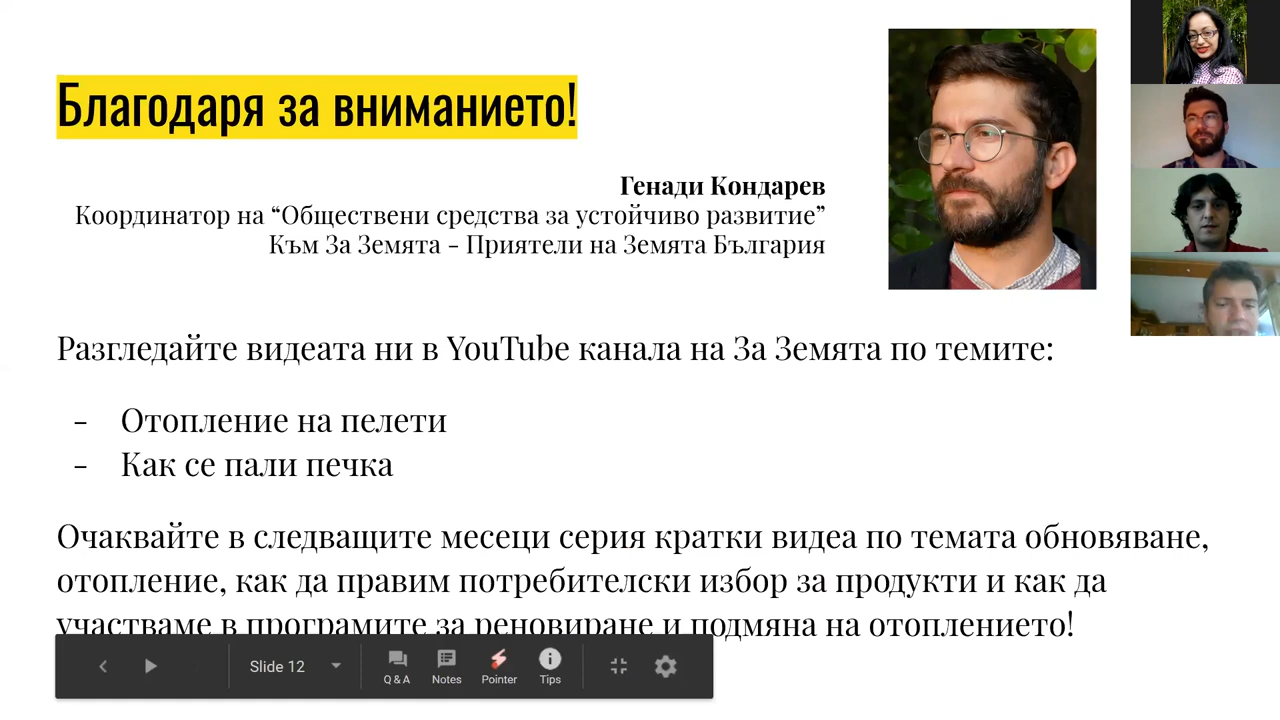 Благодаря за вниманието!
Генади Кондарев
Координатор на “Обществени средства за устойчиво развитие”
Към За Земята - Приятели на Земята България
Разгледайте видеата ни в YouTube канала на За Земята по темите:
- Отопление на пелети
- Как се пали печка
Очаквайте в следващите месеци серия кратки видеа по темата обновяване,
отопление, как да правим потребителски избор за продукти и как да
участваме в програмите за реновиране и подмяна на отоплението!
Slide 12
Q & A
Notes
Pointer
Tips